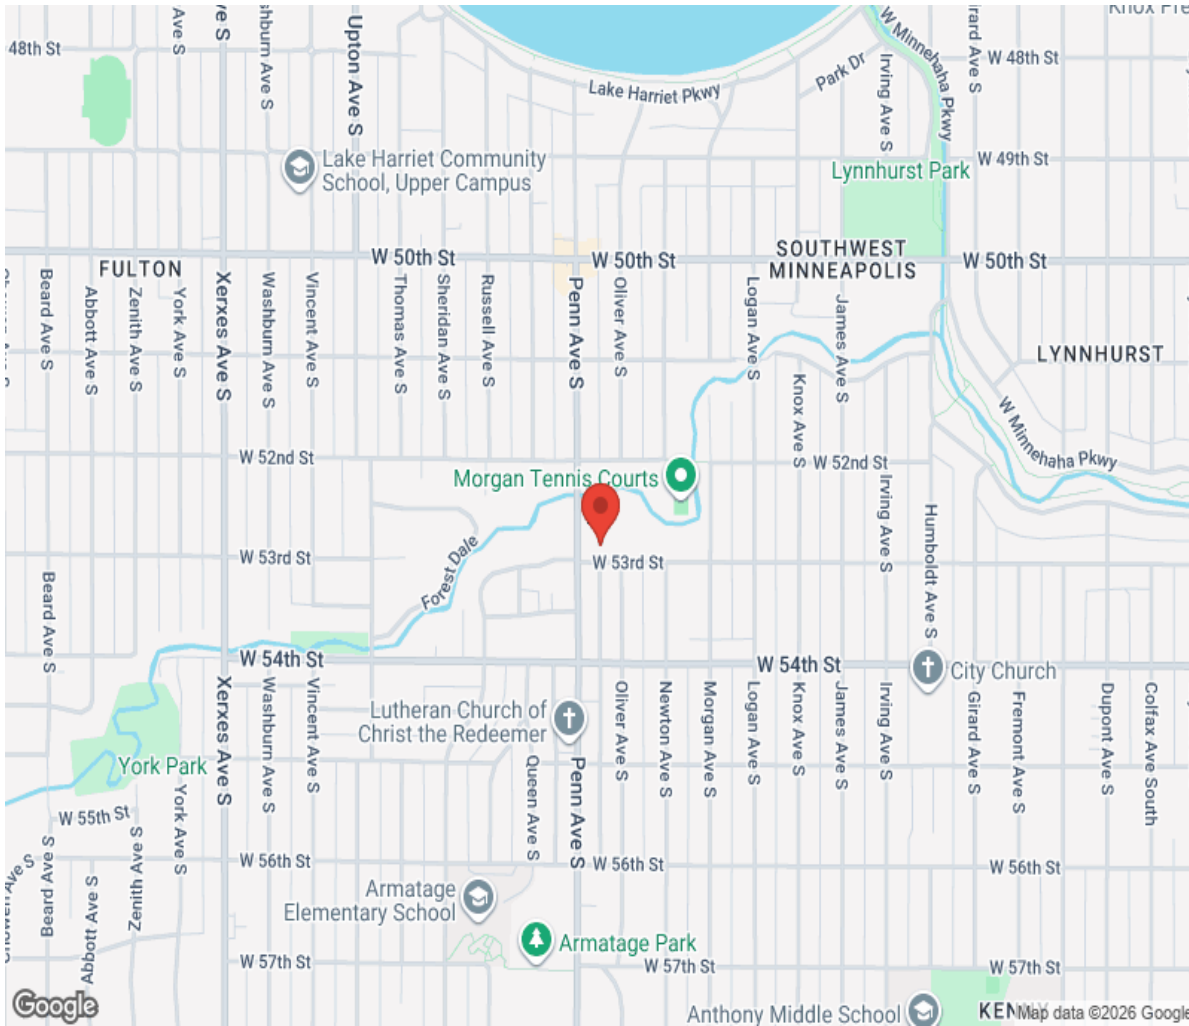 Knox Pre
48th St
Ave S
ve S
shburn Ave S
Upton Ave S
W Minnehaha Pkwy
Girard Ave S
W 48th St
Park Dr
Irving Ave S
Lake Harriet Pkwy
Lake Harriet Community
School, Upper Campus
Lynnhurst Park
W 49th St
W 50th St
W 50th St
SOUTHWEST
MINNEAPOLIS
W 50th St
FULTON
Beard Ave S
Abbott Ave S
Zenith Ave S
York Ave S
Xerxes Ave S
Washburn Ave S
Vincent Ave S
Thomas Ave S
Sheridan Ave S
Russell Ave S
Penn Ave S
Oliver Ave S
Logan Ave S
James Ave S
LYNNHURST
Knox Ave S
W Minnehaha Pkwy
W 52nd St
W 52nd St
Morgan Tennis Courts
Irving Ave S
Humboldt Ave S
W 53rd St
Forest Dale
W 53rd St
Beard Ave S
W 54th St
W 54th St
City Church
Xerxes Ave S
Washburn Ave S
Vincent Ave S
Lutheran Church of
Christ the Redeemer
Oliver Ave S
Newton Ave S
Morgan Ave S
Logan Ave S
Knox Ave S
James Ave S
Irving Ave S
Girard Ave S
Fremont Ave S
Dupont Ave S
Colfax Ave South
York Park
York Ave S
Queen Ave S
Penn Ave S
W 55th St
Beard Ave S
Abbott Ave S
Zenith Ave S
W 56th St
W 56th St
W 56th St
Armatage
Elementary School
Armatage Park
W 57th St
W 57th St
W 57th St
Google
Anthony Middle School
Map data ©2026 Google